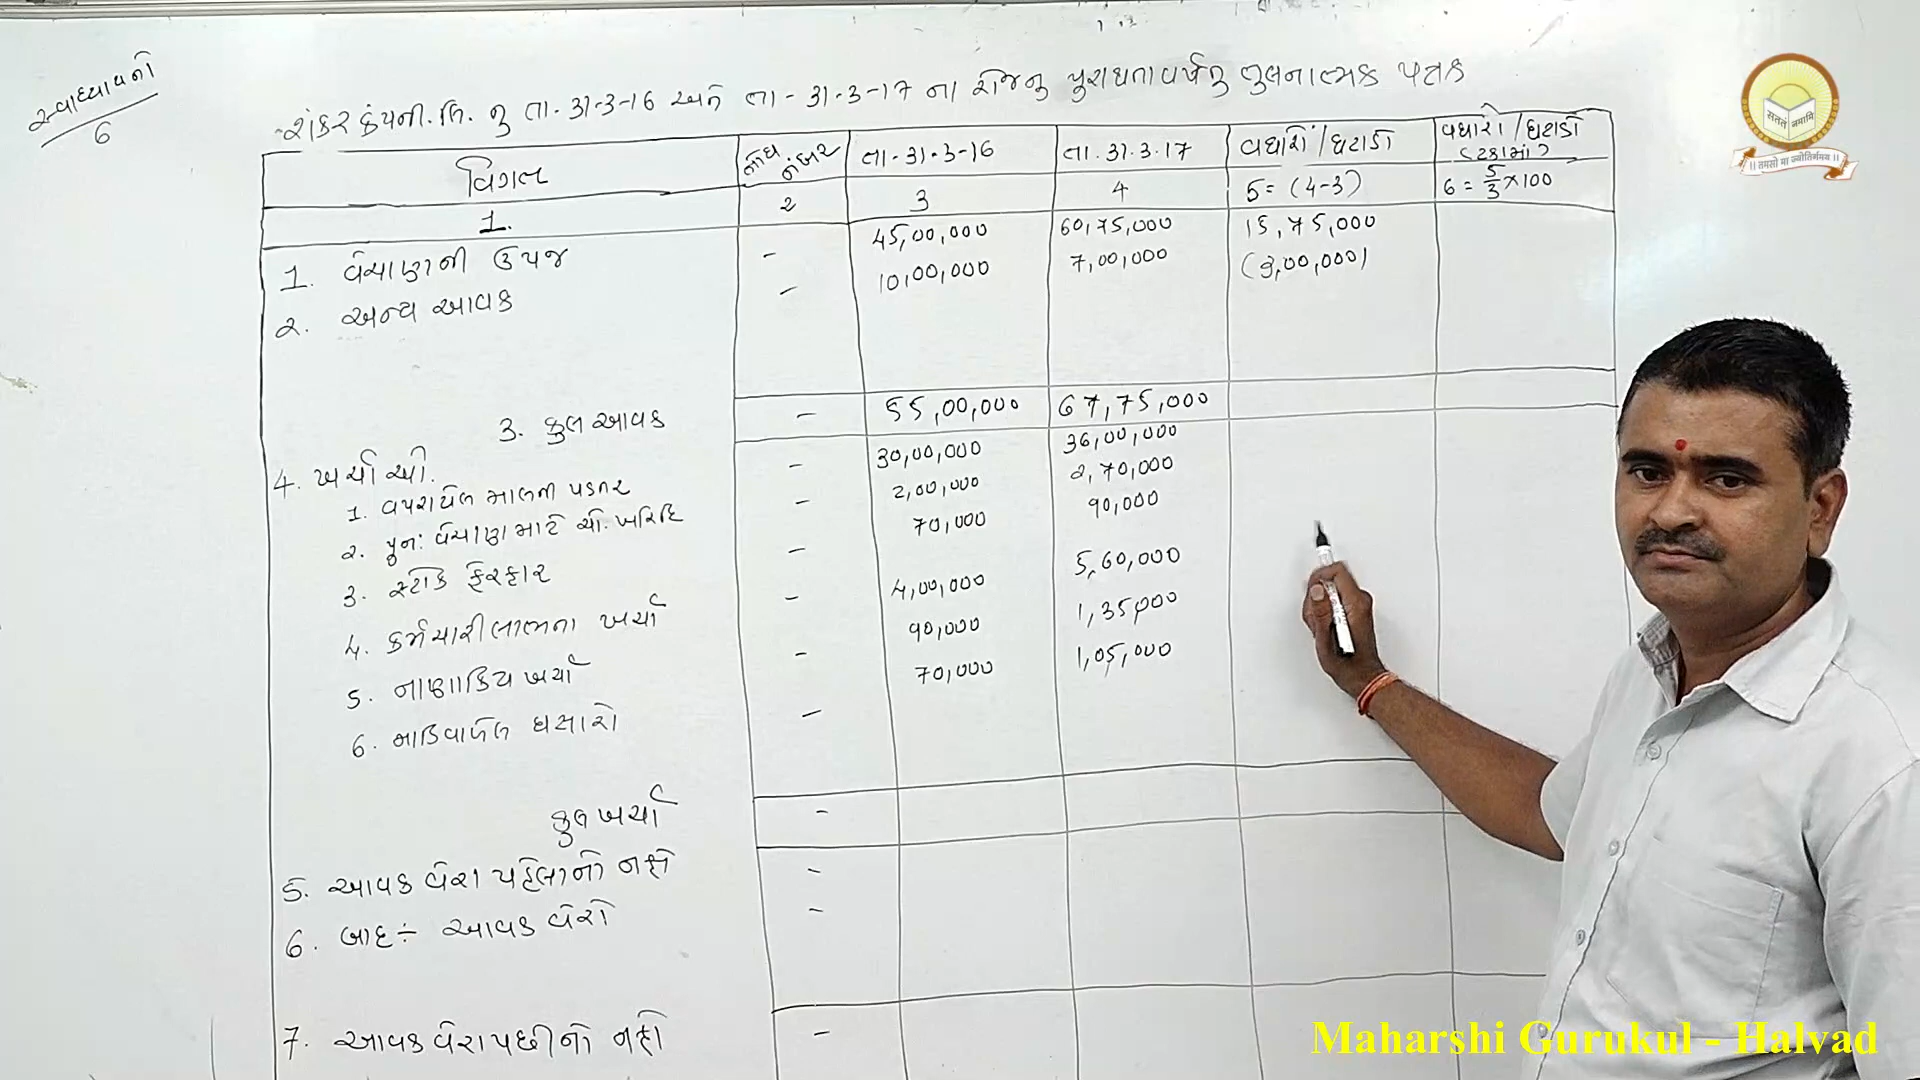 સ્વાધ્યાયની
6
શંકર કંપની. લિ. નુ તા. 31-3-16 અને તા - 31-3-17 ના રોજનુ પુરા થતા વર્ષનુ તુલનાત્મક પત્રક
વિગત
નોંધ નંબર
તા - 31-3-16
તા. 31.3.17
વધારો / ઘટાડો
વધારો / ઘટાડો
(ટકામાં)
1. 2 3 4 5 = (4-3) 6 = 5/3 × 100
1. વેચાણની ઉપજ - 45,00,000 60,75,000 15,75,000
2. અન્ય આવક - 10,00,000 7,00,000 (3,00,000)
3. કુલ આવક - 55,00,000 67,75,000
4. ખર્ચાઓ.
1. વપરાયેલ માલની પડતર - 30,00,000 36,00,000
2. પુનઃ વેચાણ માટે ચો. ખરીદિ - 2,00,000 2,70,000
3. સ્ટોક ફેરફાર - 70,000 90,000
4. કર્મચારી લાભના ખર્ચા - 4,00,000 5,60,000
5. નાણાકિય ખર્ચા - 90,000 1,35,000
6. માંડિવાળેલ ઘસારો - 70,000 1,05,000
કુલ ખર્ચા -
5. આવક વેરા પહેલાનો નફો -
6. બાદ ÷ આવક વેરો -
7. આવક વેરા પછીનો નફો -
सततं नमामि
|| तमसो मा ज्योतिर्गमय ||
Maharshi Gurukul - Halvad